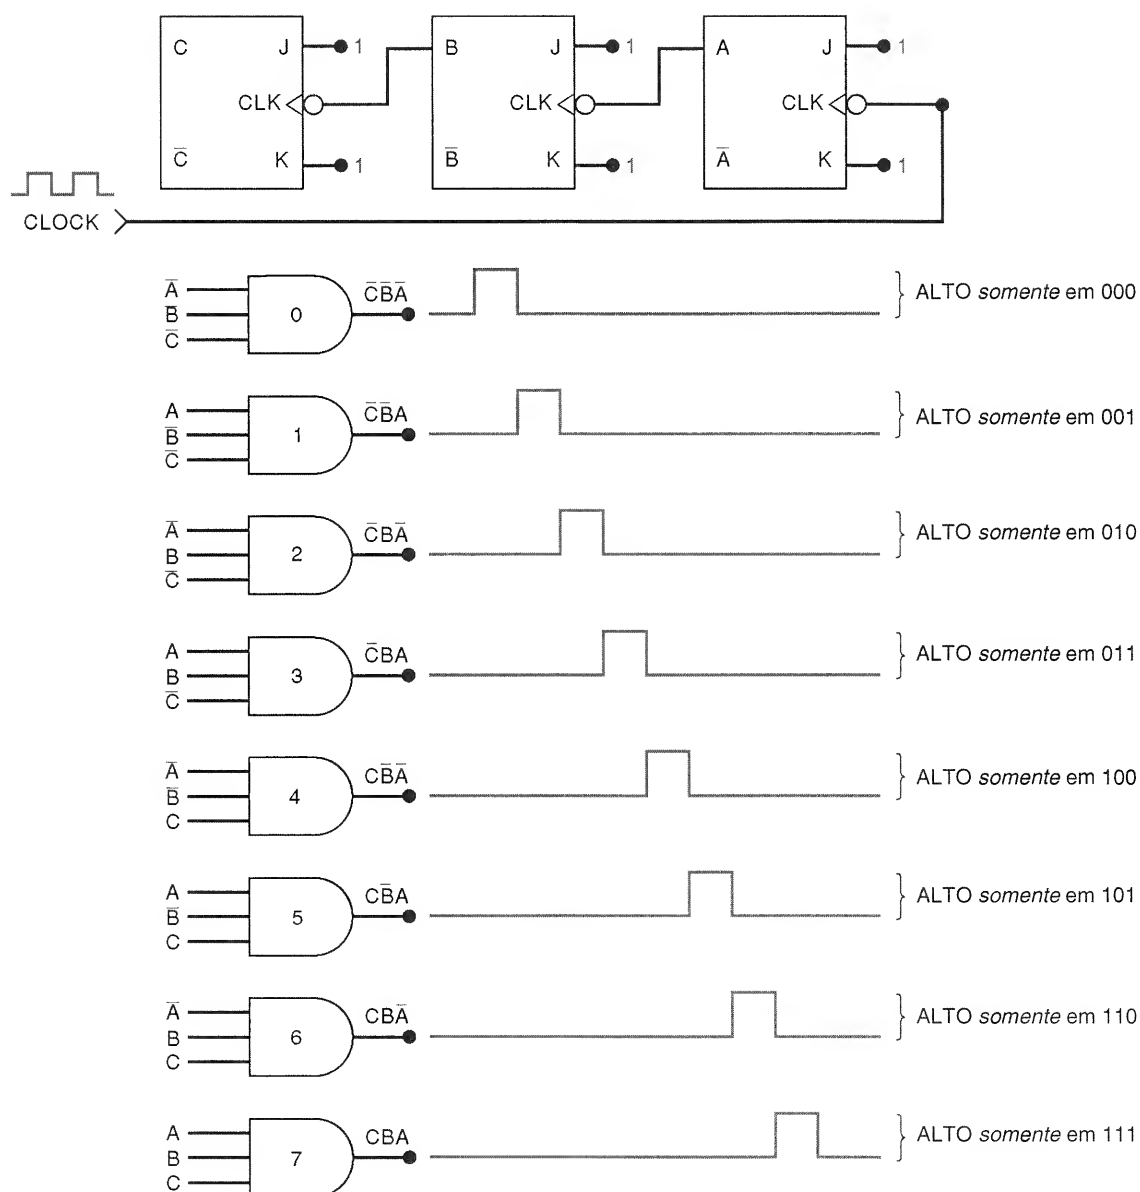 C J 1 B J 1 A J 1
CLK CLK CLK
C̅ K 1 B̅ K 1 A̅ K 1
CLOCK
A̅
B̅ 0 C̅B̅A̅ ALTO somente em 000
C̅
A
B̅ 1 C̅B̅A ALTO somente em 001
C̅
A̅
B 2 C̅BA̅ ALTO somente em 010
C̅
A
B 3 C̅BA ALTO somente em 011
C̅
A̅
B̅ 4 CB̅A̅ ALTO somente em 100
C
A
B̅ 5 CB̅A ALTO somente em 101
C
A̅
B 6 CBA̅ ALTO somente em 110
C
A
B 7 CBA ALTO somente em 111
C